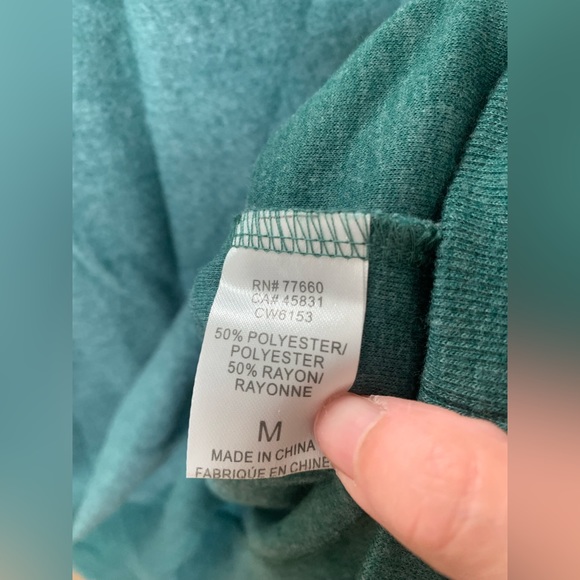 RN# 77660
CA# 45831
CW6153
50% POLYESTER/
POLYESTER
50% RAYON/
RAYONNE
M
MADE IN CHINA
FABRIQUÉ EN CHINE